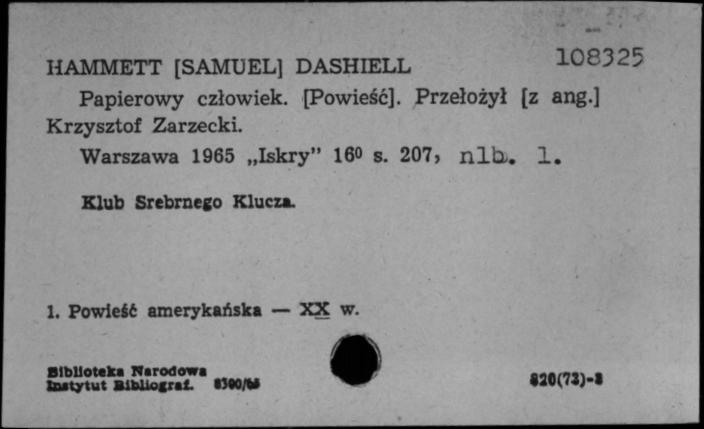 108325
HAMMETT [SAMUEL] DASHIELL
Papierowy człowiek. [Powieść]. Przełożył [z ang.]
Krzysztof Zarzecki.
Warszawa 1965 „Iskry” 16⁰ s. 207, nlb. 1.
Klub Srebrnego Klucza.
1. Powieść amerykańska — XX w.
Biblioteka Narodowa
Instytut Bibliograf. 8300/65
820(73)-3